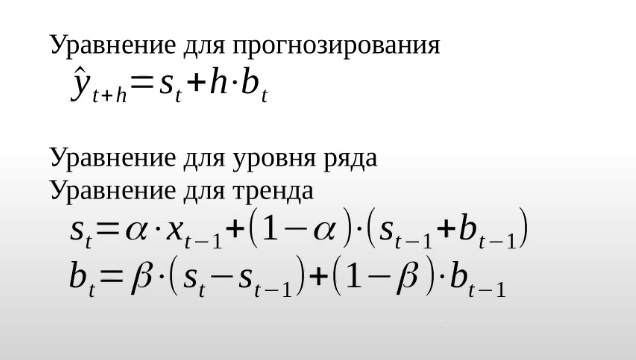 Уравнение для прогнозирования
ŷ_{t+h}=s_t+h·b_t
Уравнение для уровня ряда
Уравнение для тренда
s_t=α·x_{t−1}+(1−α)·(s_{t−1}+b_{t−1})
b_t=β·(s_t−s_{t−1})+(1−β)·b_{t−1}